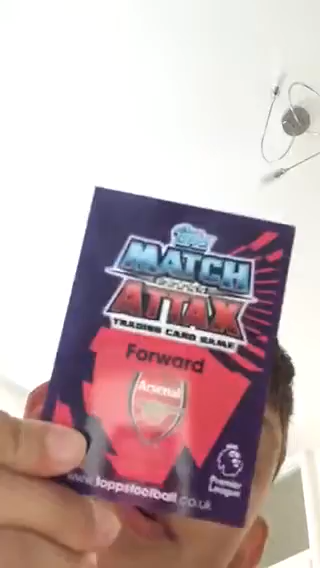 Topps
MATCH
ATTAX
TRADING CARD GAME
Forward
Arsenal
Premier
League
www.toppsfootball.co.uk